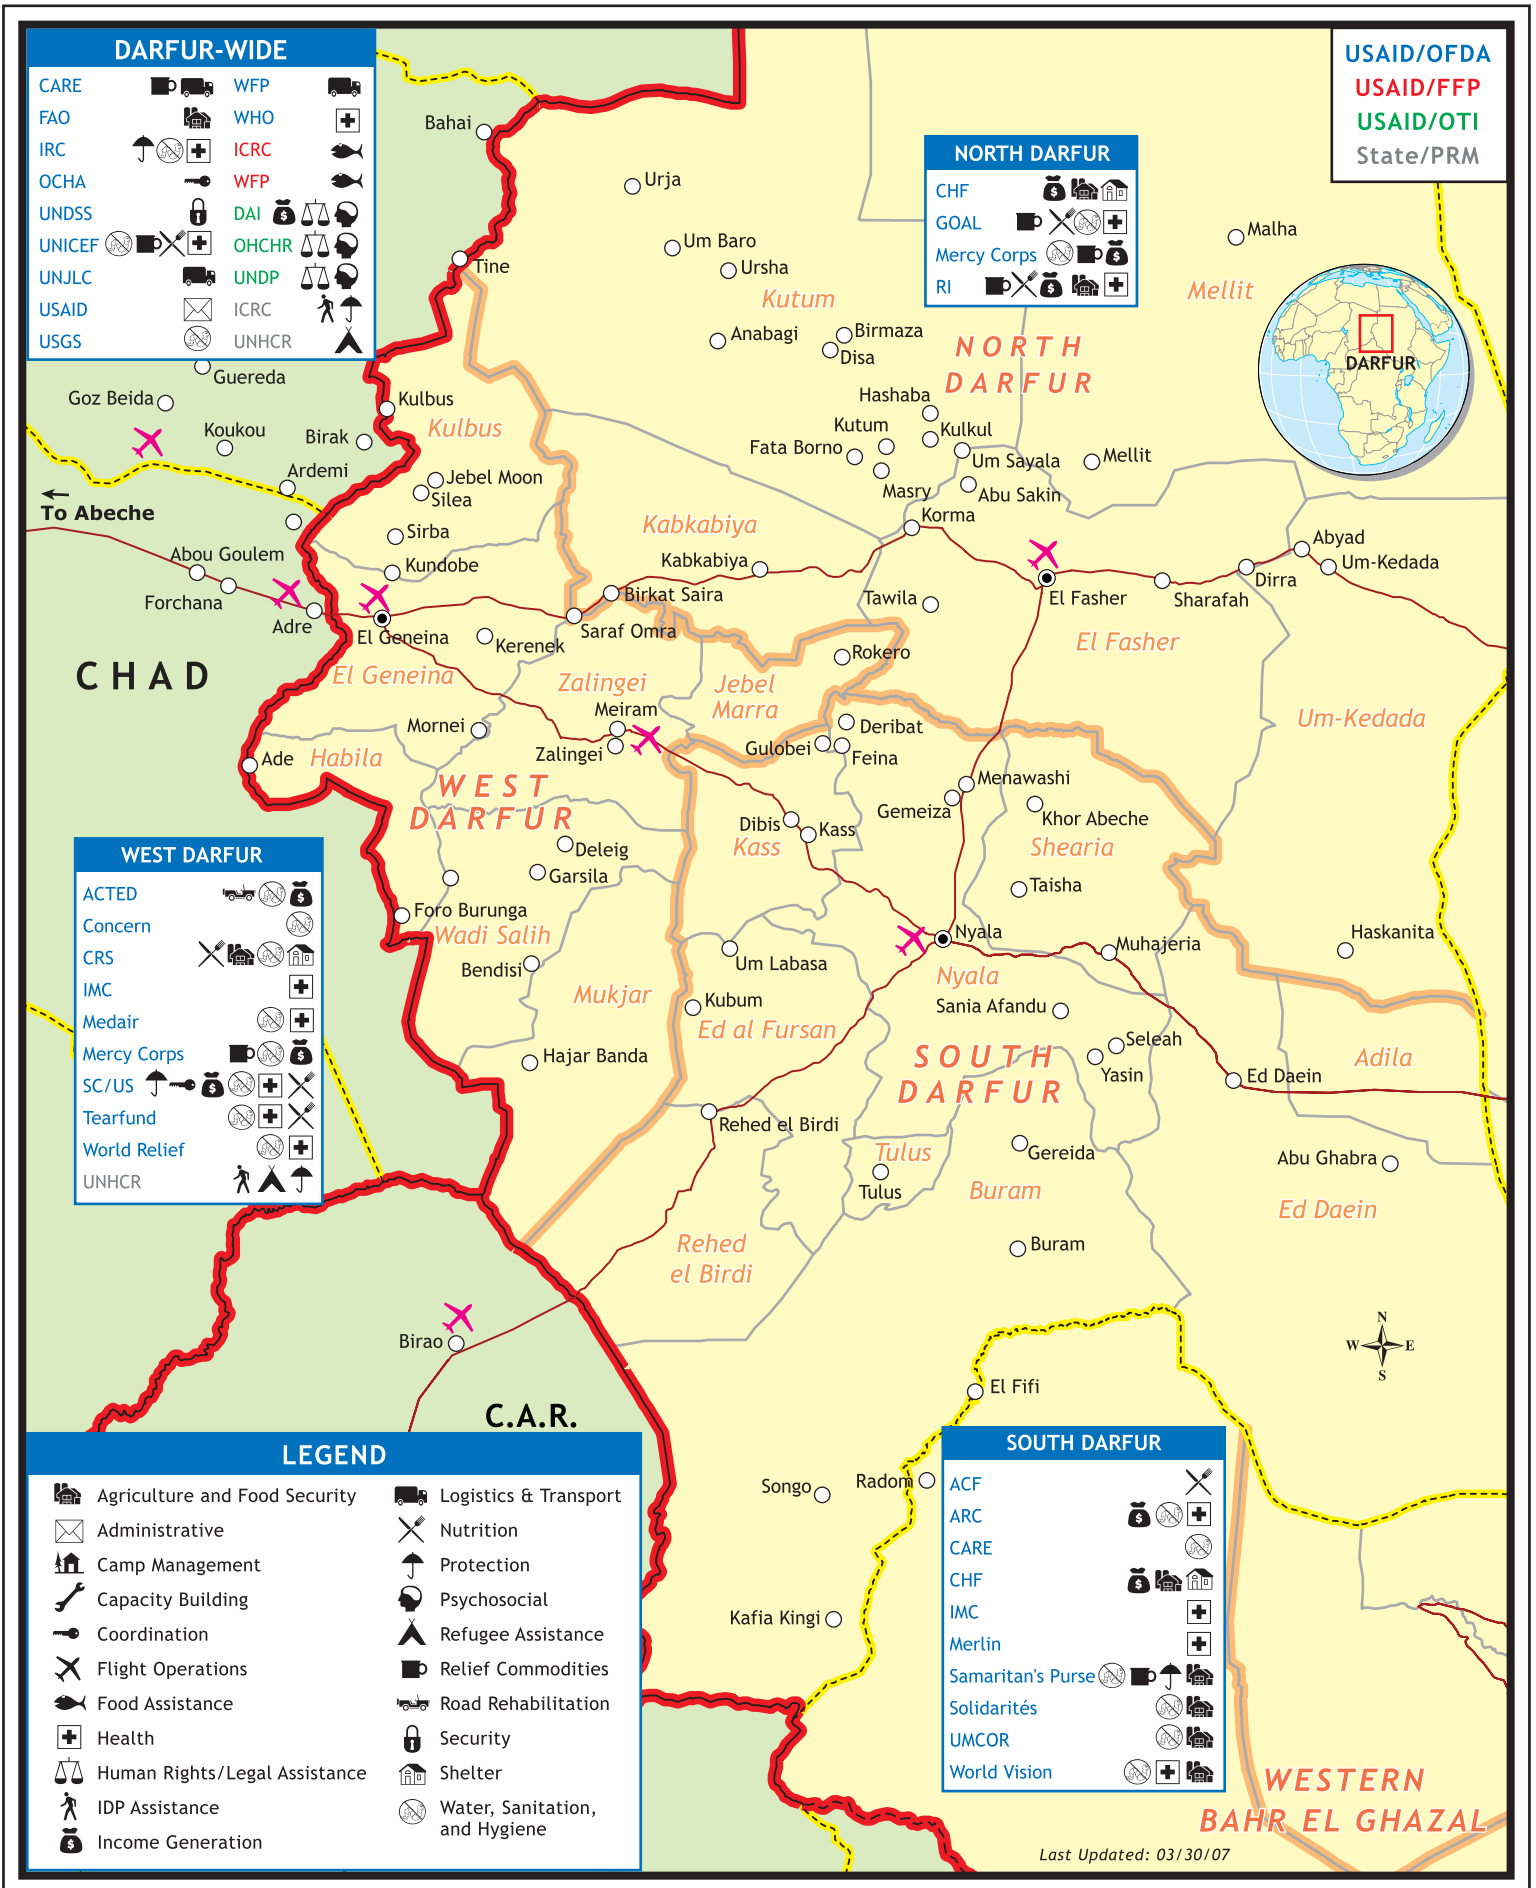 DARFUR-WIDE
CARE
FAO
IRC
OCHA
UNDSS
UNICEF
UNJLC
USAID
USGS
WFP
WHO
ICRC
WFP
DAI
OHCHR
UNDP
ICRC
UNHCR
USAID/OFDA
USAID/FFP
USAID/OTI
State/PRM
NORTH DARFUR
CHF
GOAL
Mercy Corps
RI
Bahai
Urja
Malha
Um Baro
Tine
Ursha
Kutum
Mellit
Anabagi
Birmaza
Disa
NORTH
DARFUR
DARFUR
Guereda
Goz Beida
Kulbus
Kulbus
Hashaba
Koukou
Birak
Kutum
Kulkul
Fata Borno
Um Sayala
Mellit
Ardemi
Jebel Moon
Silea
Masry
Abu Sakin
To Abeche
Korma
Sirba
Kabkabiya
Abyad
Abou Goulem
Kundobe
Kabkabiya
Um-Kedada
Dirra
Forchana
Birkat Saira
Tawila
El Fasher
Sharafah
Adre
El Geneina
Kerenek
Saraf Omra
El Fasher
Rokero
CHAD
El Geneina
Zalingei
Jebel
Marra
Meiram
Mornei
Deribat
Um-Kedada
Zalingei
Gulobei
Feina
Ade
Habila
WEST
DARFUR
Menawashi
Gemeiza
Khor Abeche
Dibis
Kass
Kass
Shearia
Deleig
Garsila
Taisha
WEST DARFUR
ACTED
Concern
CRS
IMC
Medair
Mercy Corps
SC/US
Tearfund
World Relief
UNHCR
Foro Burunga
Wadi Salih
Nyala
Haskanita
Muhajeria
Bendisi
Um Labasa
Nyala
Mukjar
Kubum
Sania Afandu
Ed al Fursan
Seleah
Hajar Banda
SOUTH
DARFUR
Yasin
Adila
Ed Daein
Rehed el Birdi
Tulus
Gereida
Abu Ghabra
Tulus
Buram
Ed Daein
Rehed
el Birdi
Buram
Birao
N
W
E
S
El Fifi
C.A.R.
Songo
Radom
Kafia Kingi
LEGEND
Agriculture and Food Security
Administrative
Camp Management
Capacity Building
Coordination
Flight Operations
Food Assistance
Health
Human Rights/Legal Assistance
IDP Assistance
Income Generation
Logistics & Transport
Nutrition
Protection
Psychosocial
Refugee Assistance
Relief Commodities
Road Rehabilitation
Security
Shelter
Water, Sanitation,
and Hygiene
SOUTH DARFUR
ACF
ARC
CARE
CHF
IMC
Merlin
Samaritan's Purse
Solidarités
UMCOR
World Vision
WESTERN
BAHR EL GHAZAL
Last Updated: 03/30/07